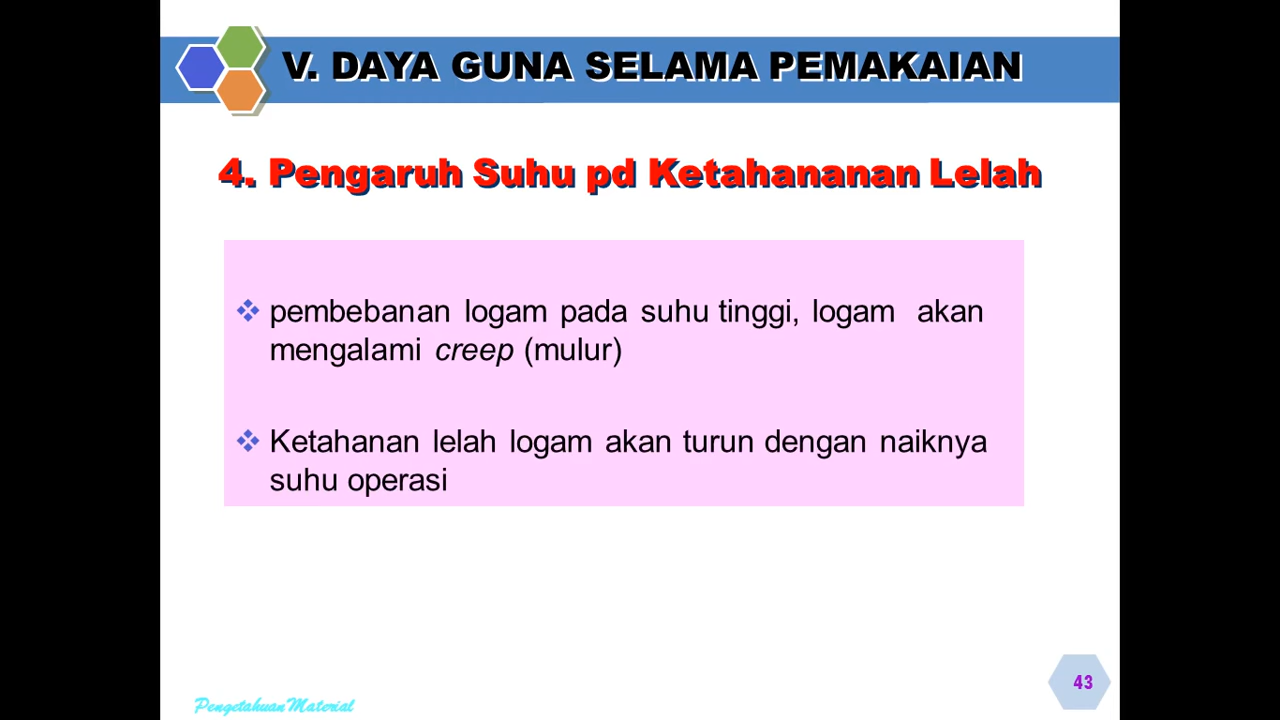 V. DAYA GUNA SELAMA PEMAKAIAN
4. Pengaruh Suhu pd Ketahananan Lelah
pembebanan logam pada suhu tinggi, logam akan
mengalami creep (mulur)
Ketahanan lelah logam akan turun dengan naiknya
suhu operasi
Pengetahuan Material
43